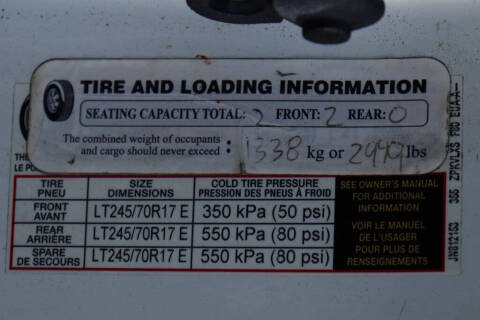 TIRE AND LOADING INFORMATION
SEATING CAPACITY TOTAL: 2 FRONT: 2 REAR: 0
The combined weight of occupants
and cargo should never exceed : 1338 kg or 2949 lbs
TIRE
PNEU
SIZE
DIMENSIONS
COLD TIRE PRESSURE
PRESSION DES PNEUS À FROID
FRONT
AVANT
LT245/70R17 E
350 kPa (50 psi)
REAR
ARRIÈRE
LT245/70R17 E
550 kPa (80 psi)
SPARE
DE SECOURS
LT245/70R17 E
550 kPa (80 psi)
SEE OWNER'S MANUAL
FOR ADDITIONAL
INFORMATION
VOIR LE MANUEL
DE L'USAGER
POUR PLUS DE
RENSEIGNEMENTS